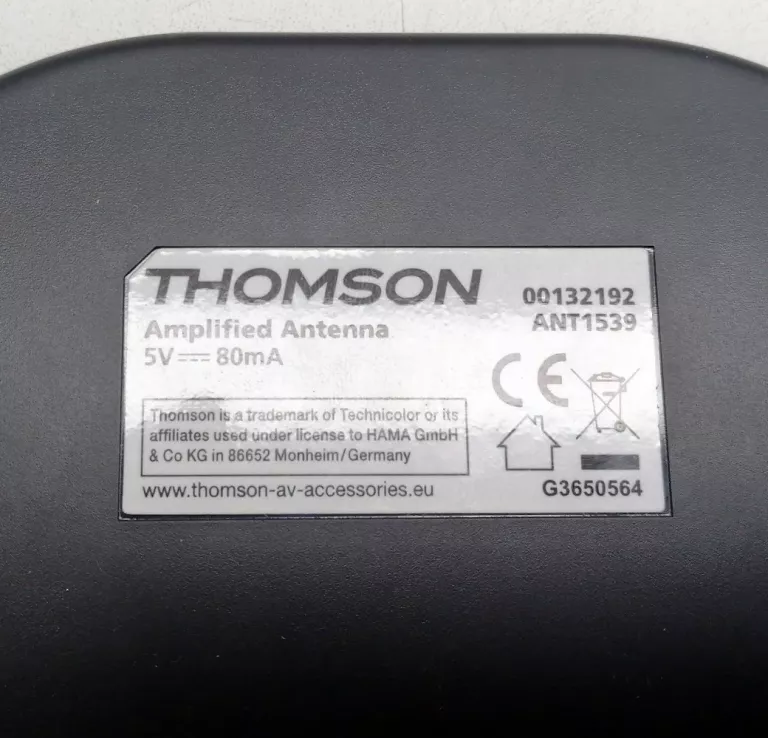 THOMSON
00132192
ANT1539
Amplified Antenna
5V ⎓ 80mA
CE
Thomson is a trademark of Technicolor or its
affiliates used under license to HAMA GmbH
& Co KG in 86652 Monheim/Germany
www.thomson-av-accessories.eu
G3650564